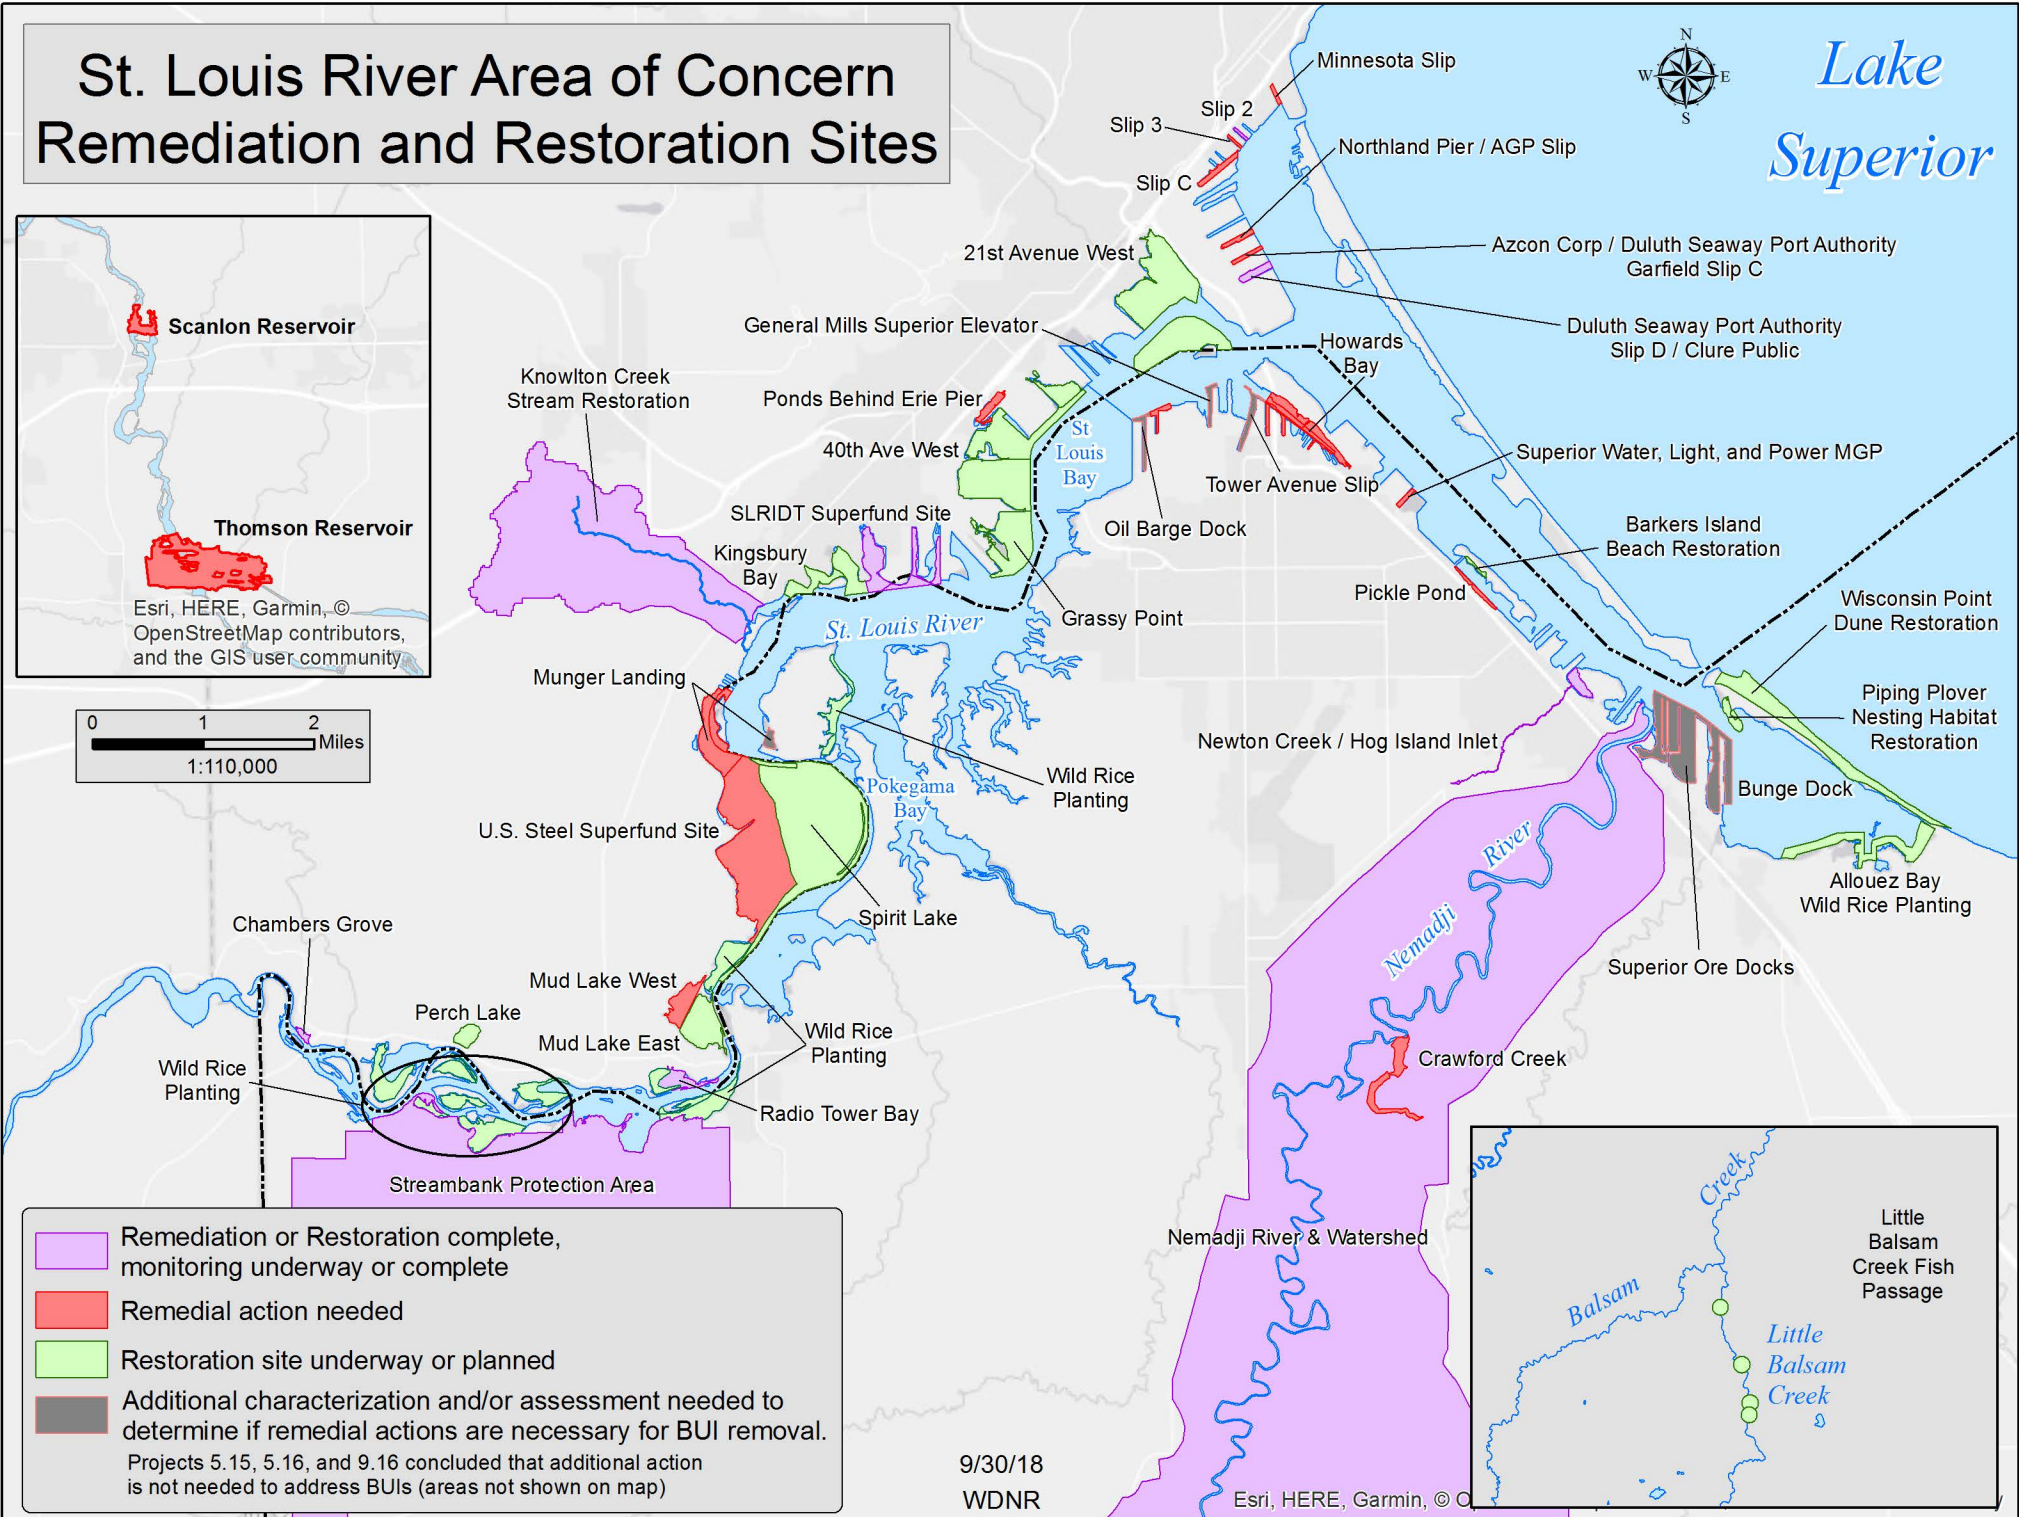 St. Louis River Area of Concern
Remediation and Restoration Sites
Lake
Superior
N
W
E
S
Minnesota Slip
Slip 2
Slip 3
Northland Pier / AGP Slip
Slip C
21st Avenue West
Azcon Corp / Duluth Seaway Port Authority
Garfield Slip C
General Mills Superior Elevator
Duluth Seaway Port Authority
Slip D / Clure Public
Howards
Bay
Knowlton Creek
Stream Restoration
Ponds Behind Erie Pier
40th Ave West
St
Louis
Bay
Superior Water, Light, and Power MGP
Tower Avenue Slip
SLRIDT Superfund Site
Oil Barge Dock
Barkers Island
Beach Restoration
Kingsbury
Bay
Pickle Pond
Wisconsin Point
Dune Restoration
Grassy Point
St. Louis River
Munger Landing
Piping Plover
Nesting Habitat
Restoration
Newton Creek / Hog Island Inlet
Wild Rice
Planting
Pokegama
Bay
Bunge Dock
U.S. Steel Superfund Site
River
Nemadji
Allouez Bay
Wild Rice Planting
Spirit Lake
Chambers Grove
Superior Ore Docks
Mud Lake West
Perch Lake
Mud Lake East
Wild Rice
Planting
Wild Rice
Planting
Crawford Creek
Radio Tower Bay
Streambank Protection Area
Nemadji River & Watershed
Scanlon Reservoir
Thomson Reservoir
Esri, HERE, Garmin, ©
OpenStreetMap contributors,
and the GIS user community
0 1 2
Miles
1:110,000
Remediation or Restoration complete,
monitoring underway or complete
Remedial action needed
Restoration site underway or planned
Additional characterization and/or assessment needed to
determine if remedial actions are necessary for BUI removal.
Projects 5.15, 5.16, and 9.16 concluded that additional action
is not needed to address BUIs (areas not shown on map)
9/30/18
WDNR
Esri, HERE, Garmin, ©
Creek
Balsam
Little
Balsam
Creek Fish
Passage
Little
Balsam
Creek